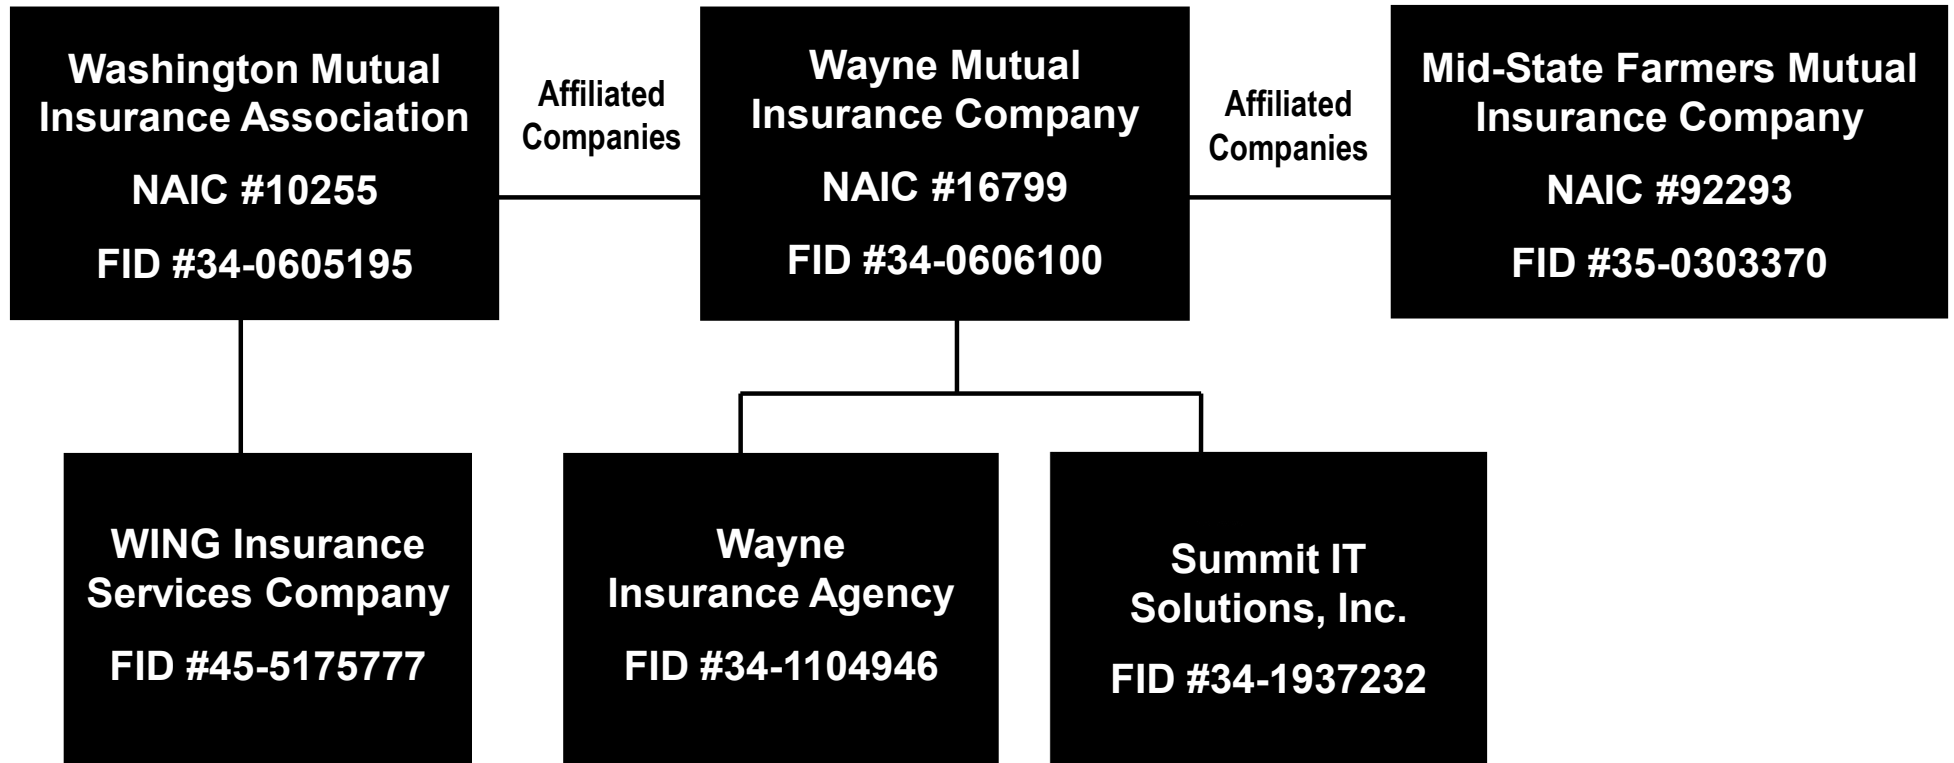 Washington Mutual
Insurance Association
NAIC #10255
FID #34-0605195
Affiliated
Companies
Wayne Mutual
Insurance Company
NAIC #16799
FID #34-0606100
Affiliated
Companies
Mid-State Farmers Mutual
Insurance Company
NAIC #92293
FID #35-0303370
WING Insurance
Services Company
FID #45-5175777
Wayne
Insurance Agency
FID #34-1104946
Summit IT
Solutions, Inc.
FID #34-1937232